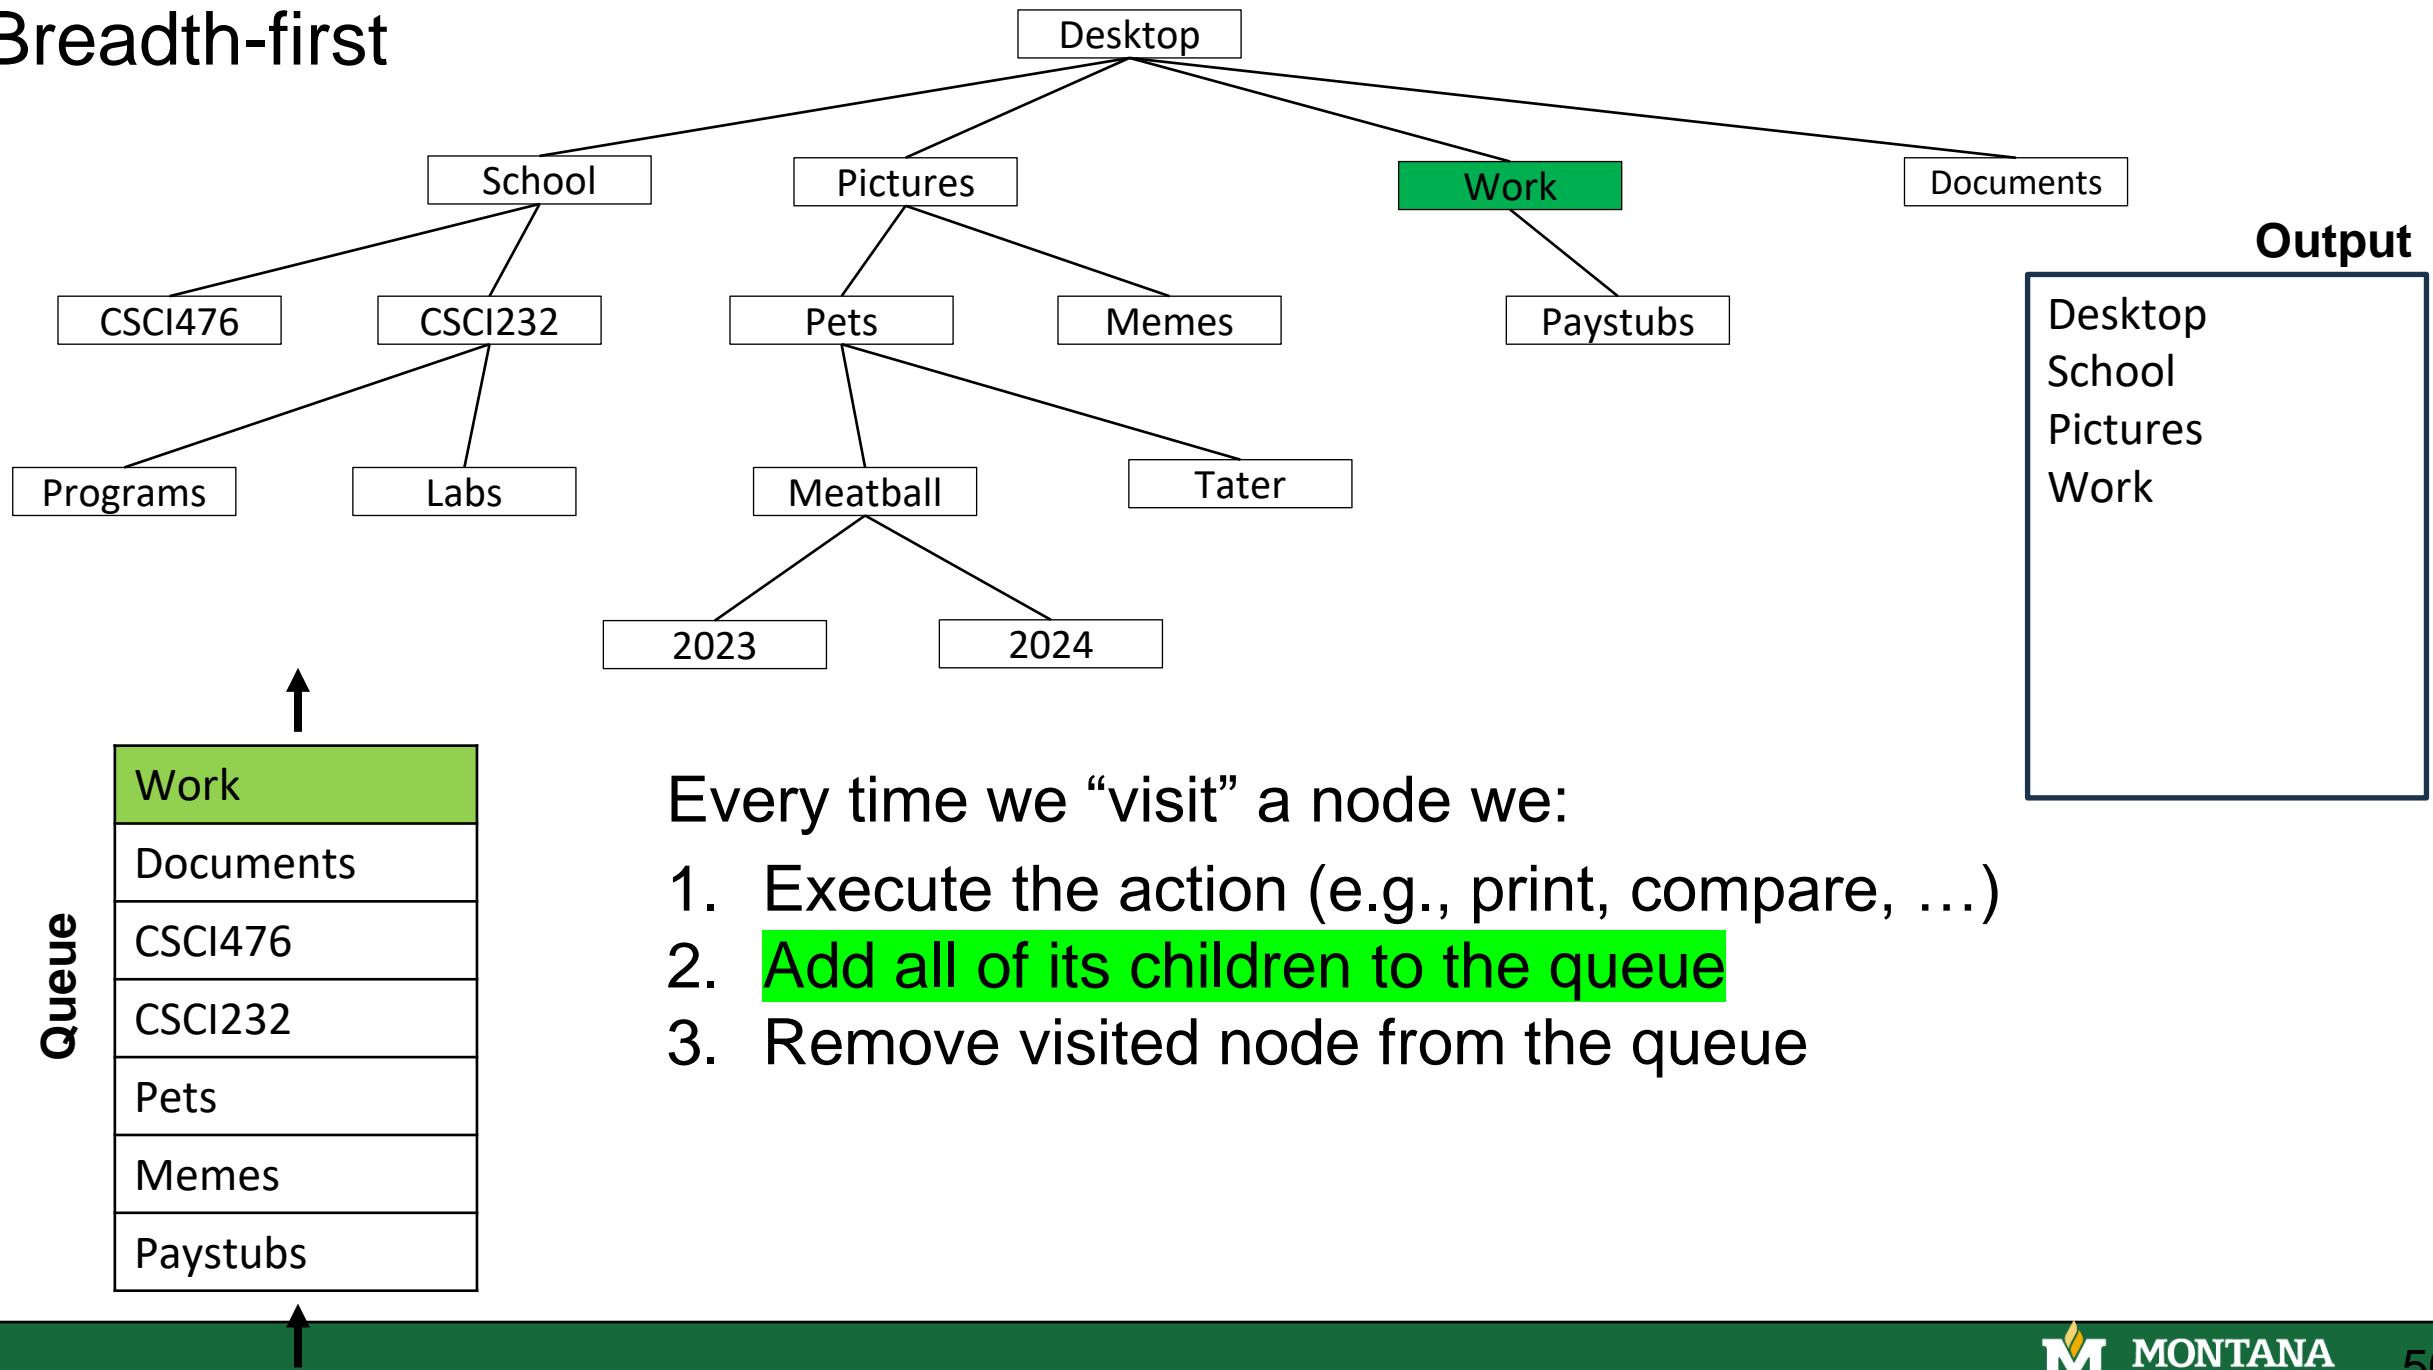 Breadth-first
Desktop
School
Pictures
Work
Documents
CSCI476
CSCI232
Pets
Memes
Paystubs
Programs
Labs
Meatball
Tater
2023
2024
Output
Desktop
School
Pictures
Work
Queue
Work
Documents
CSCI476
CSCI232
Pets
Memes
Paystubs
Every time we “visit” a node we:
1. Execute the action (e.g., print, compare, …)
2. Add all of its children to the queue
3. Remove visited node from the queue
M MONTANA